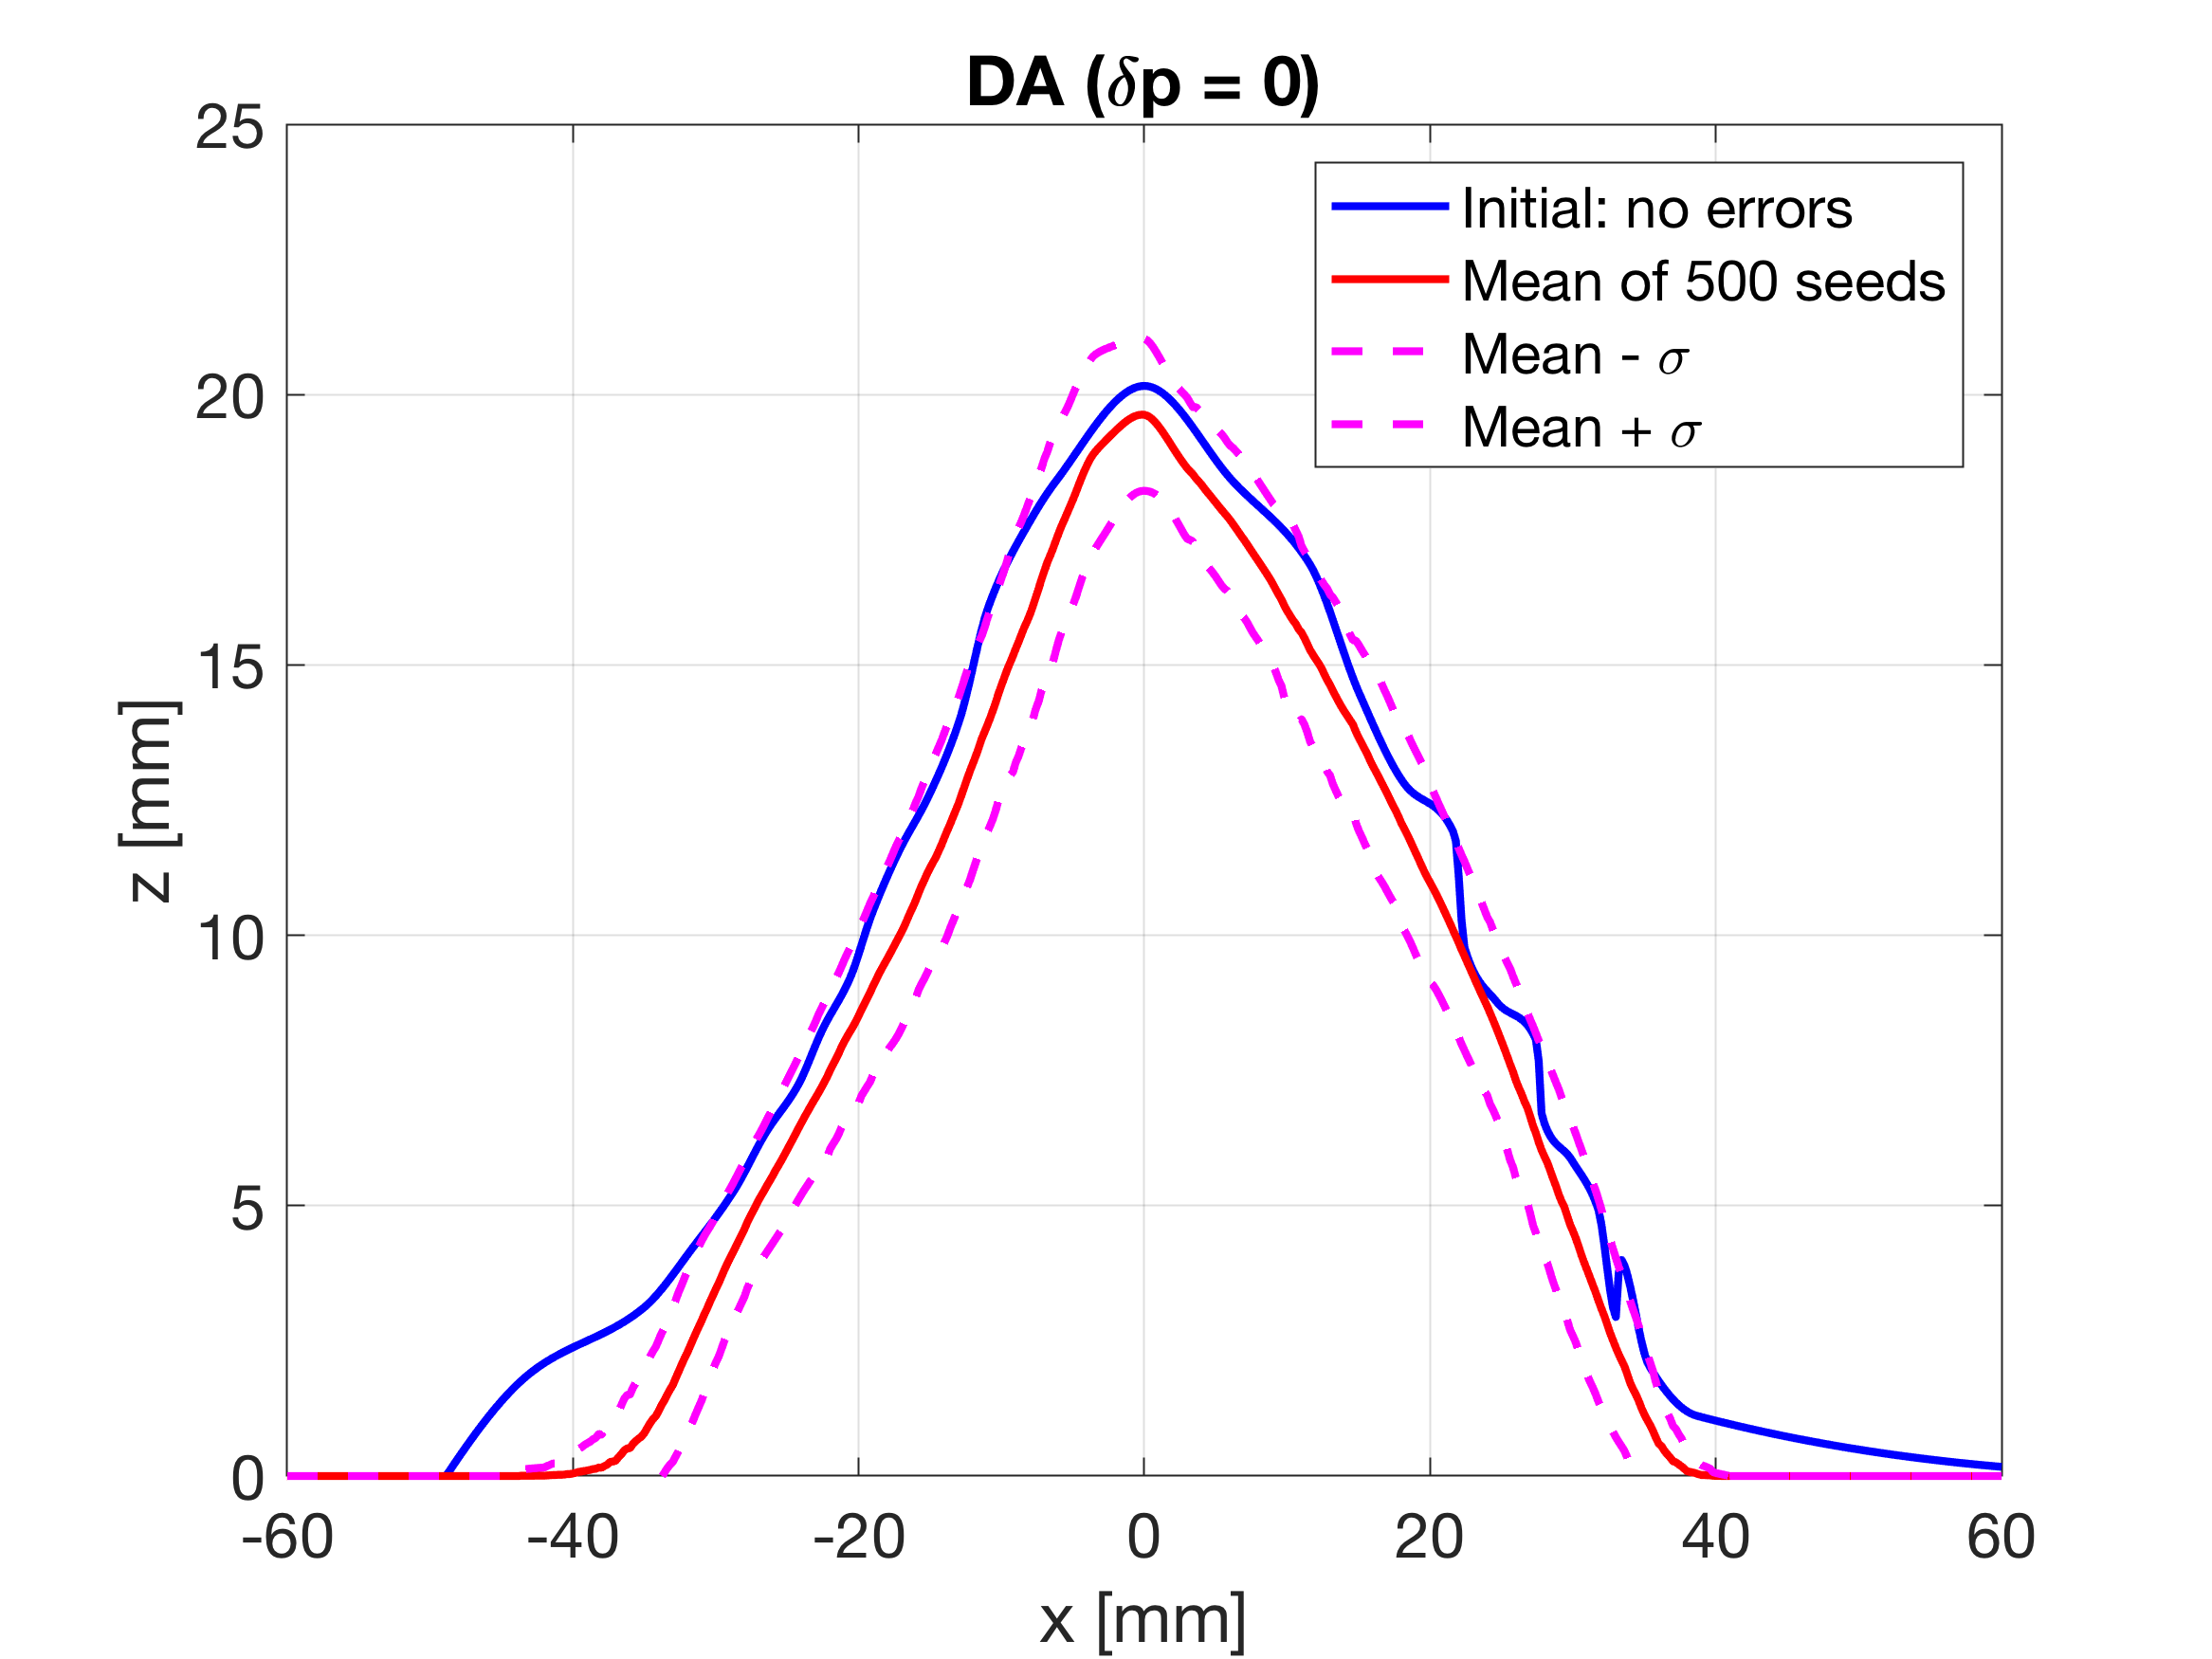 DA (δp = 0)
Initial: no errors
Mean of 500 seeds
Mean - σ
Mean + σ
25
20
15
10
5
0
z [mm]
-60 -40 -20 0 20 40 60
x [mm]